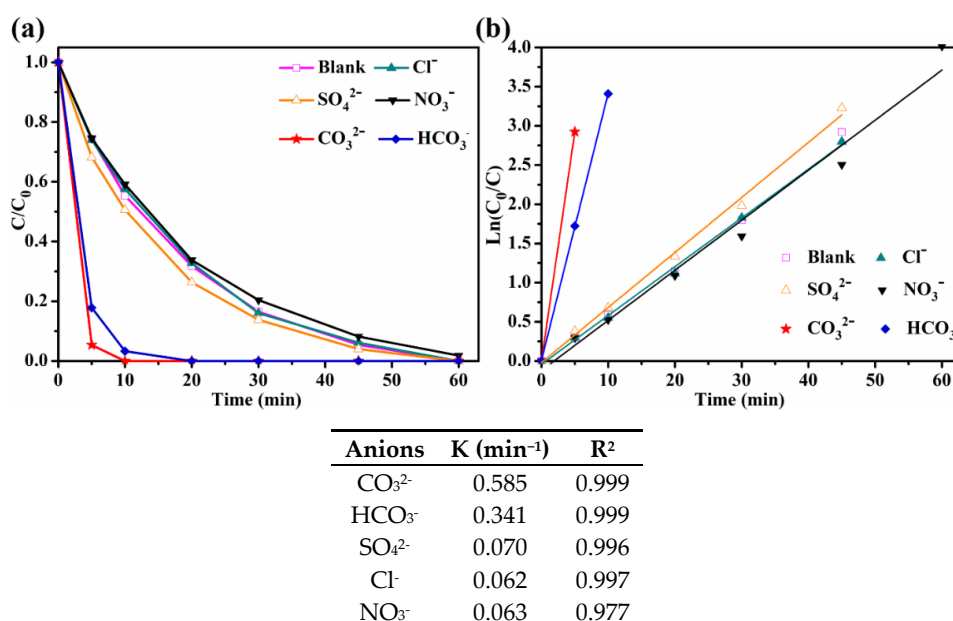 (a)
(b)
C/C₀
1.0
0.8
0.6
0.4
0.2
0.0
Blank Cl⁻
SO₄²⁻ NO₃⁻
CO₃²⁻ HCO₃⁻
0 10 20 30 40 50 60
Time (min)
Ln(C₀/C)
4.0
3.5
3.0
2.5
2.0
1.5
1.0
0.5
0.0
Blank Cl⁻
SO₄²⁻ NO₃⁻
CO₃²⁻ HCO₃
0 10 20 30 40 50 60
Time (min)
Anions K (min⁻¹) R²
CO₃²⁻ 0.585 0.999
HCO₃⁻ 0.341 0.999
SO₄²⁻ 0.070 0.996
Cl⁻ 0.062 0.997
NO₃⁻ 0.063 0.977